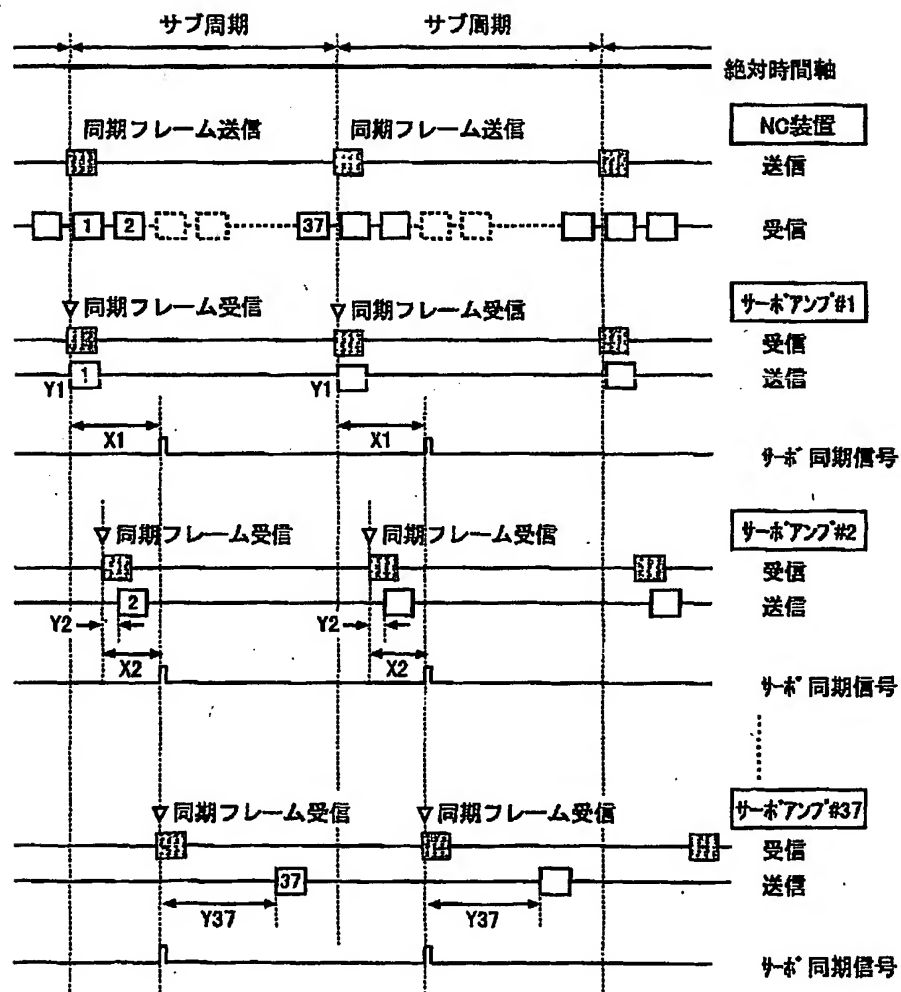 サブ周期 サブ周期
絶対時間軸
同期フレーム送信 同期フレーム送信 NC装置
送信
1 2 37 受信
同期フレーム受信 同期フレーム受信 サーボアンプ#1
受信
Y1 1 Y1 送信
X1 X1
サーボ同期信号
同期フレーム受信 同期フレーム受信 サーボアンプ#2
受信
2 送信
Y2 Y2
X2 X2
サーボ同期信号
同期フレーム受信 同期フレーム受信 サーボアンプ#37
受信
37 送信
Y37 Y37
サーボ同期信号